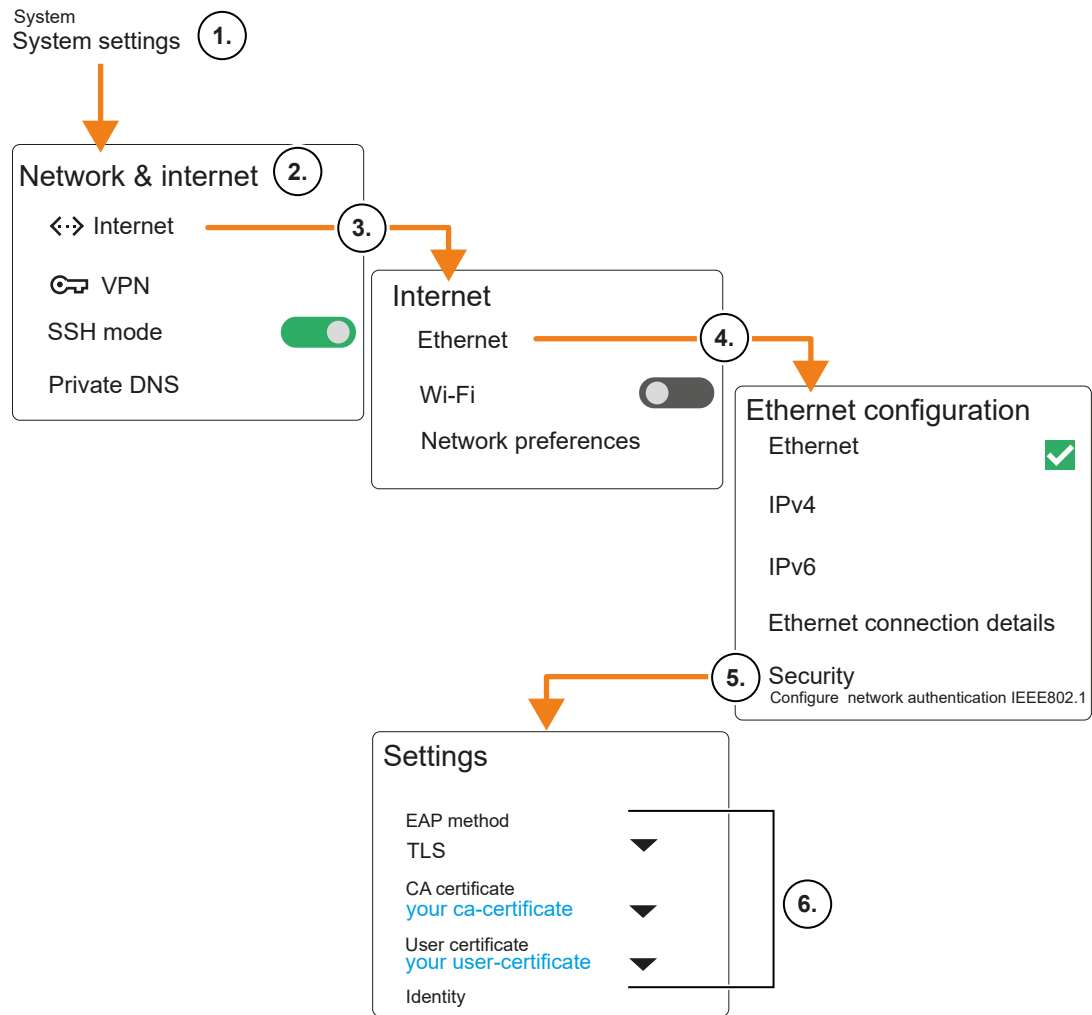 System
System settings
1.
Network & internet
2.
Internet
3.
VPN
SSH mode
Private DNS
Internet
Ethernet
4.
Wi-Fi
Network preferences
Ethernet configuration
Ethernet
IPv4
IPv6
Ethernet connection details
5.
Security
Configure network authentication IEEE802.1
Settings
EAP method
TLS
CA certificate
your ca-certificate
6.
User certificate
your user-certificate
Identity